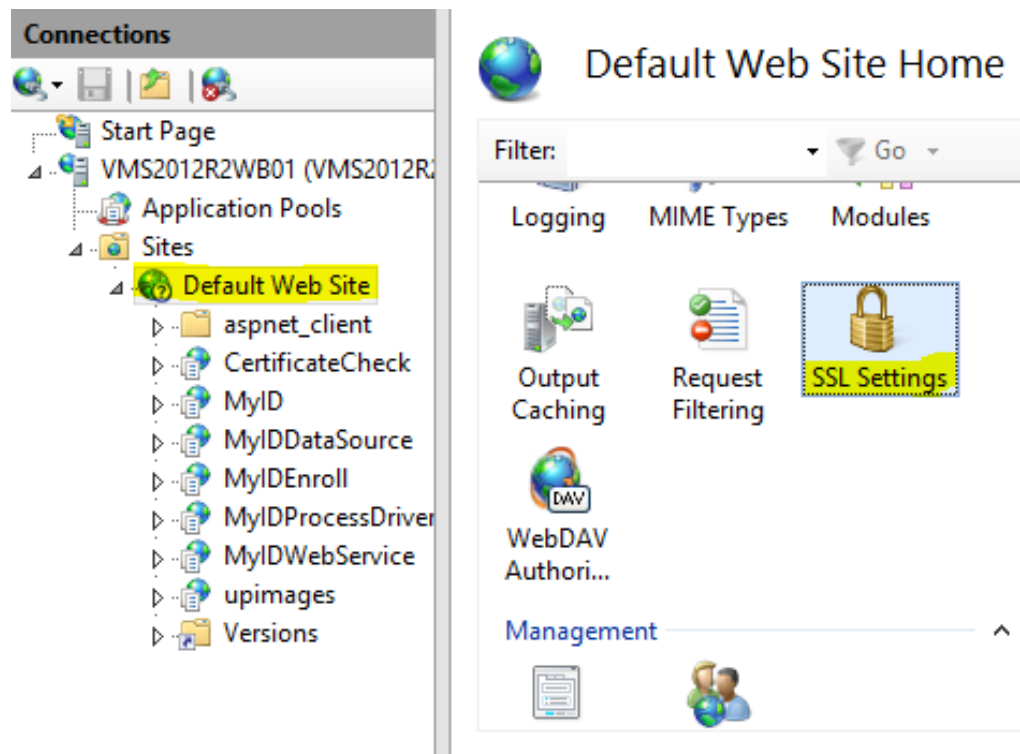 Connections
Start Page
VMS2012R2WB01 (VMS2012R2
Application Pools
Sites
Default Web Site
aspnet_client
CertificateCheck
MyID
MyIDDataSource
MyIDEnroll
MyIDProcessDriver
MyIDWebService
upimages
Versions
Default Web Site Home
Filter:
Go
Logging
MIME Types
Modules
Output
Caching
Request
Filtering
SSL Settings
DAV
WebDAV
Authori...
Management